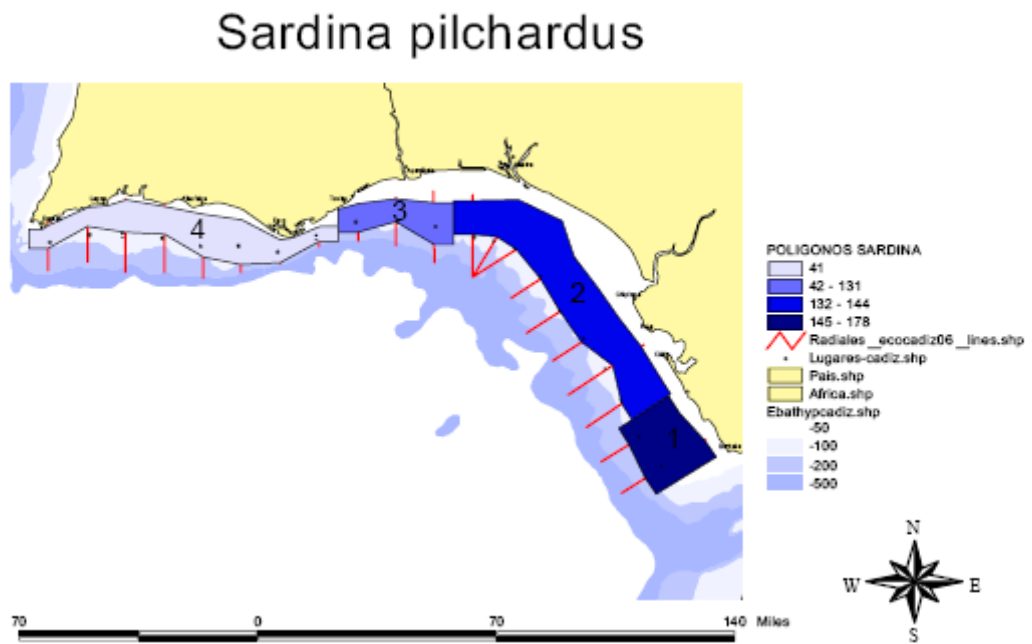 Sardina pilchardus
4
3
2
1
POLIGONOS SARDINA
41
42 - 131
132 - 144
145 - 178
Radiales _ecocadiz06 _lines.shp
Lugares-cadiz.shp
Pais.shp
Africa.shp
Ebathypcadiz.shp
-50
-100
-200
-500
N
W E
S
70 0 70 140 Miles